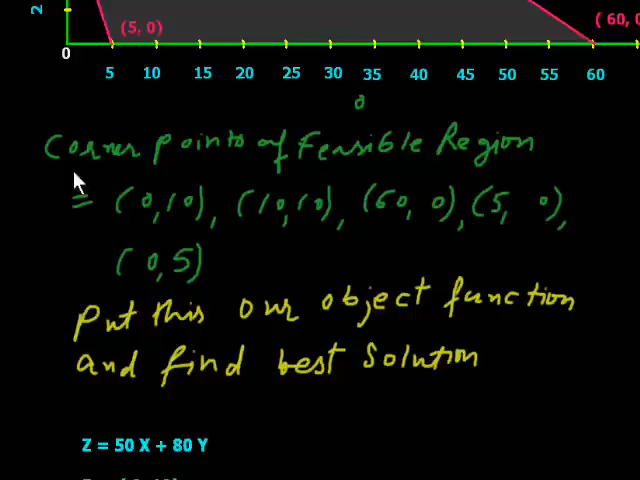 2
(5, 0)
( 60, 0
0
5 10 15 20 25 30 35 40 45 50 55 60
0
Corner points of Feasible Region
= (0,10), (10,10), (60, 0), (5, 0),
(0,5)
Put this our object function
and find best Solution
Z = 50 X + 80 Y